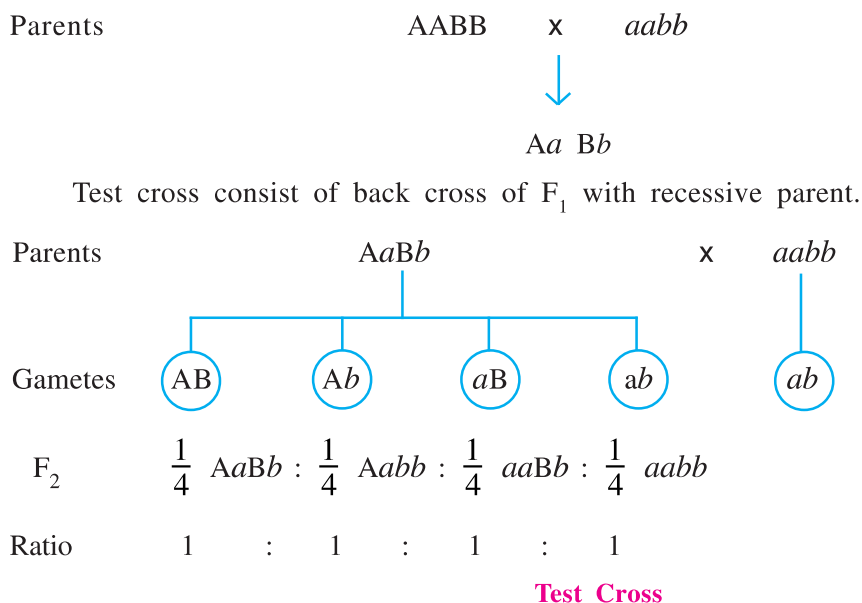 Parents AABB x aabb
Aa Bb
Test cross consist of back cross of F1 with recessive parent.
Parents AaBb x aabb
Gametes AB Ab aB ab ab
F2 1/4 AaBb : 1/4 Aabb : 1/4 aaBb : 1/4 aabb
Ratio 1 : 1 : 1 : 1
Test Cross